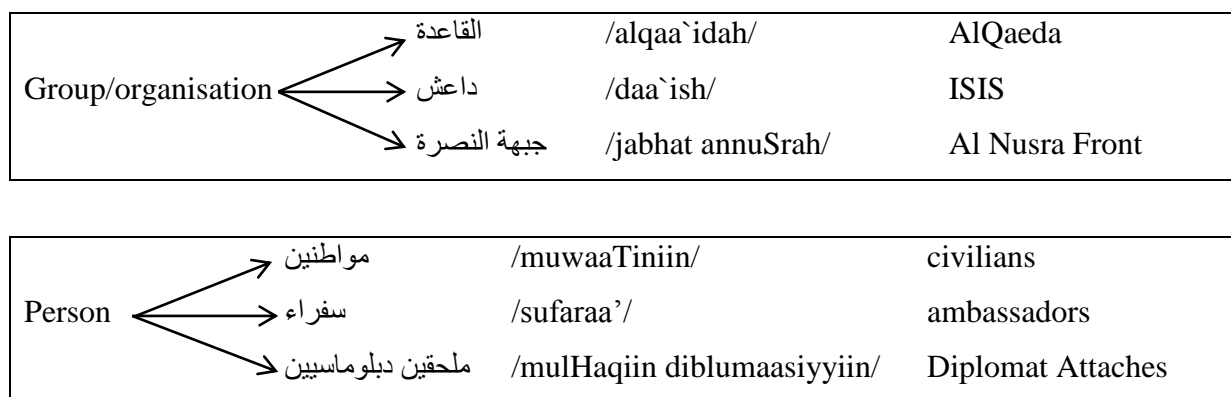 القاعدة /alqaa`idah/ AlQaeda
Group/organisation داعش /daa`ish/ ISIS
جبهة النصرة /jabhat annuSrah/ Al Nusra Front
مواطنين /muwaaTiniin/ civilians
Person سفراء /sufaraa’/ ambassadors
ملحقين دبلوماسيين /mulHaqiin diblumaasiyyiin/ Diplomat Attaches